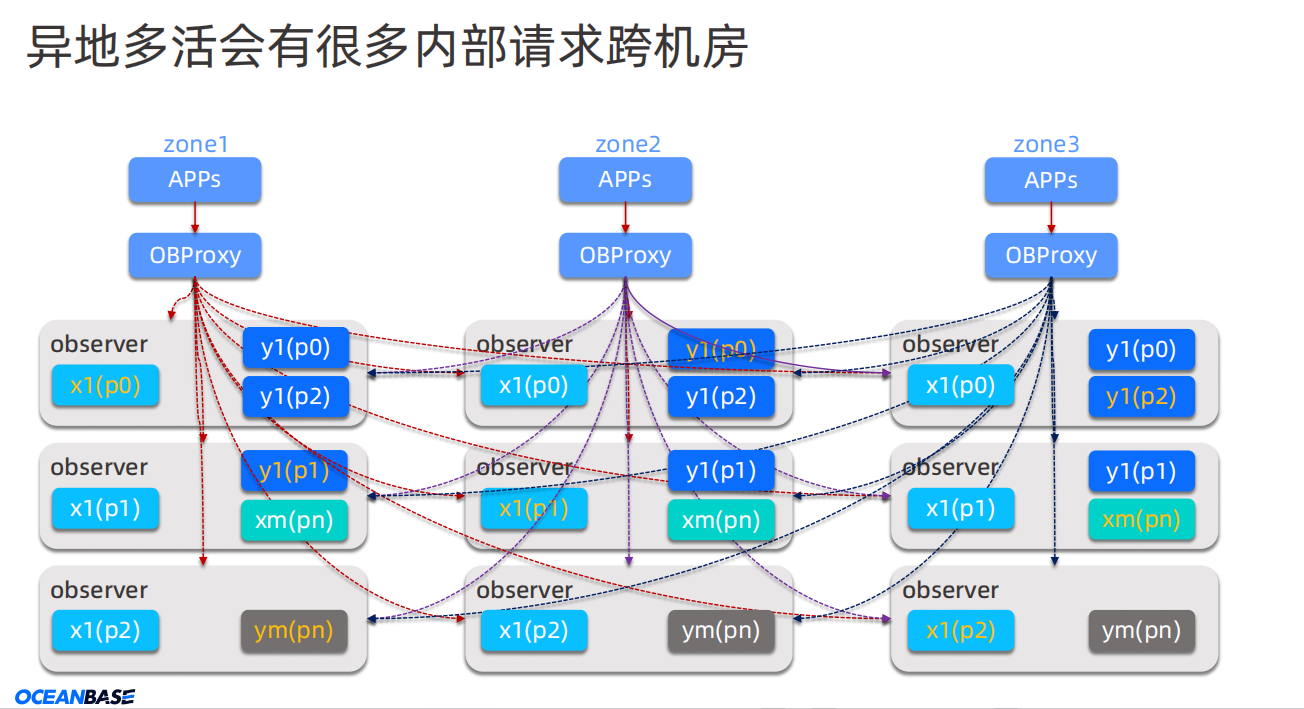 异地多活会有很多内部请求跨机房
zone1
APPs
OBProxy
observer
y1(p0)
x1(p0)
y1(p2)
observer
y1(p1)
x1(p1)
xm(pn)
observer
x1(p2)
ym(pn)
zone2
APPs
OBProxy
observer
y1(p0)
x1(p0)
y1(p2)
observer
y1(p1)
x1(p1)
xm(pn)
observer
x1(p2)
ym(pn)
zone3
APPs
OBProxy
observer
y1(p0)
x1(p0)
y1(p2)
observer
y1(p1)
x1(p1)
xm(pn)
observer
x1(p2)
ym(pn)
OCEANBASE